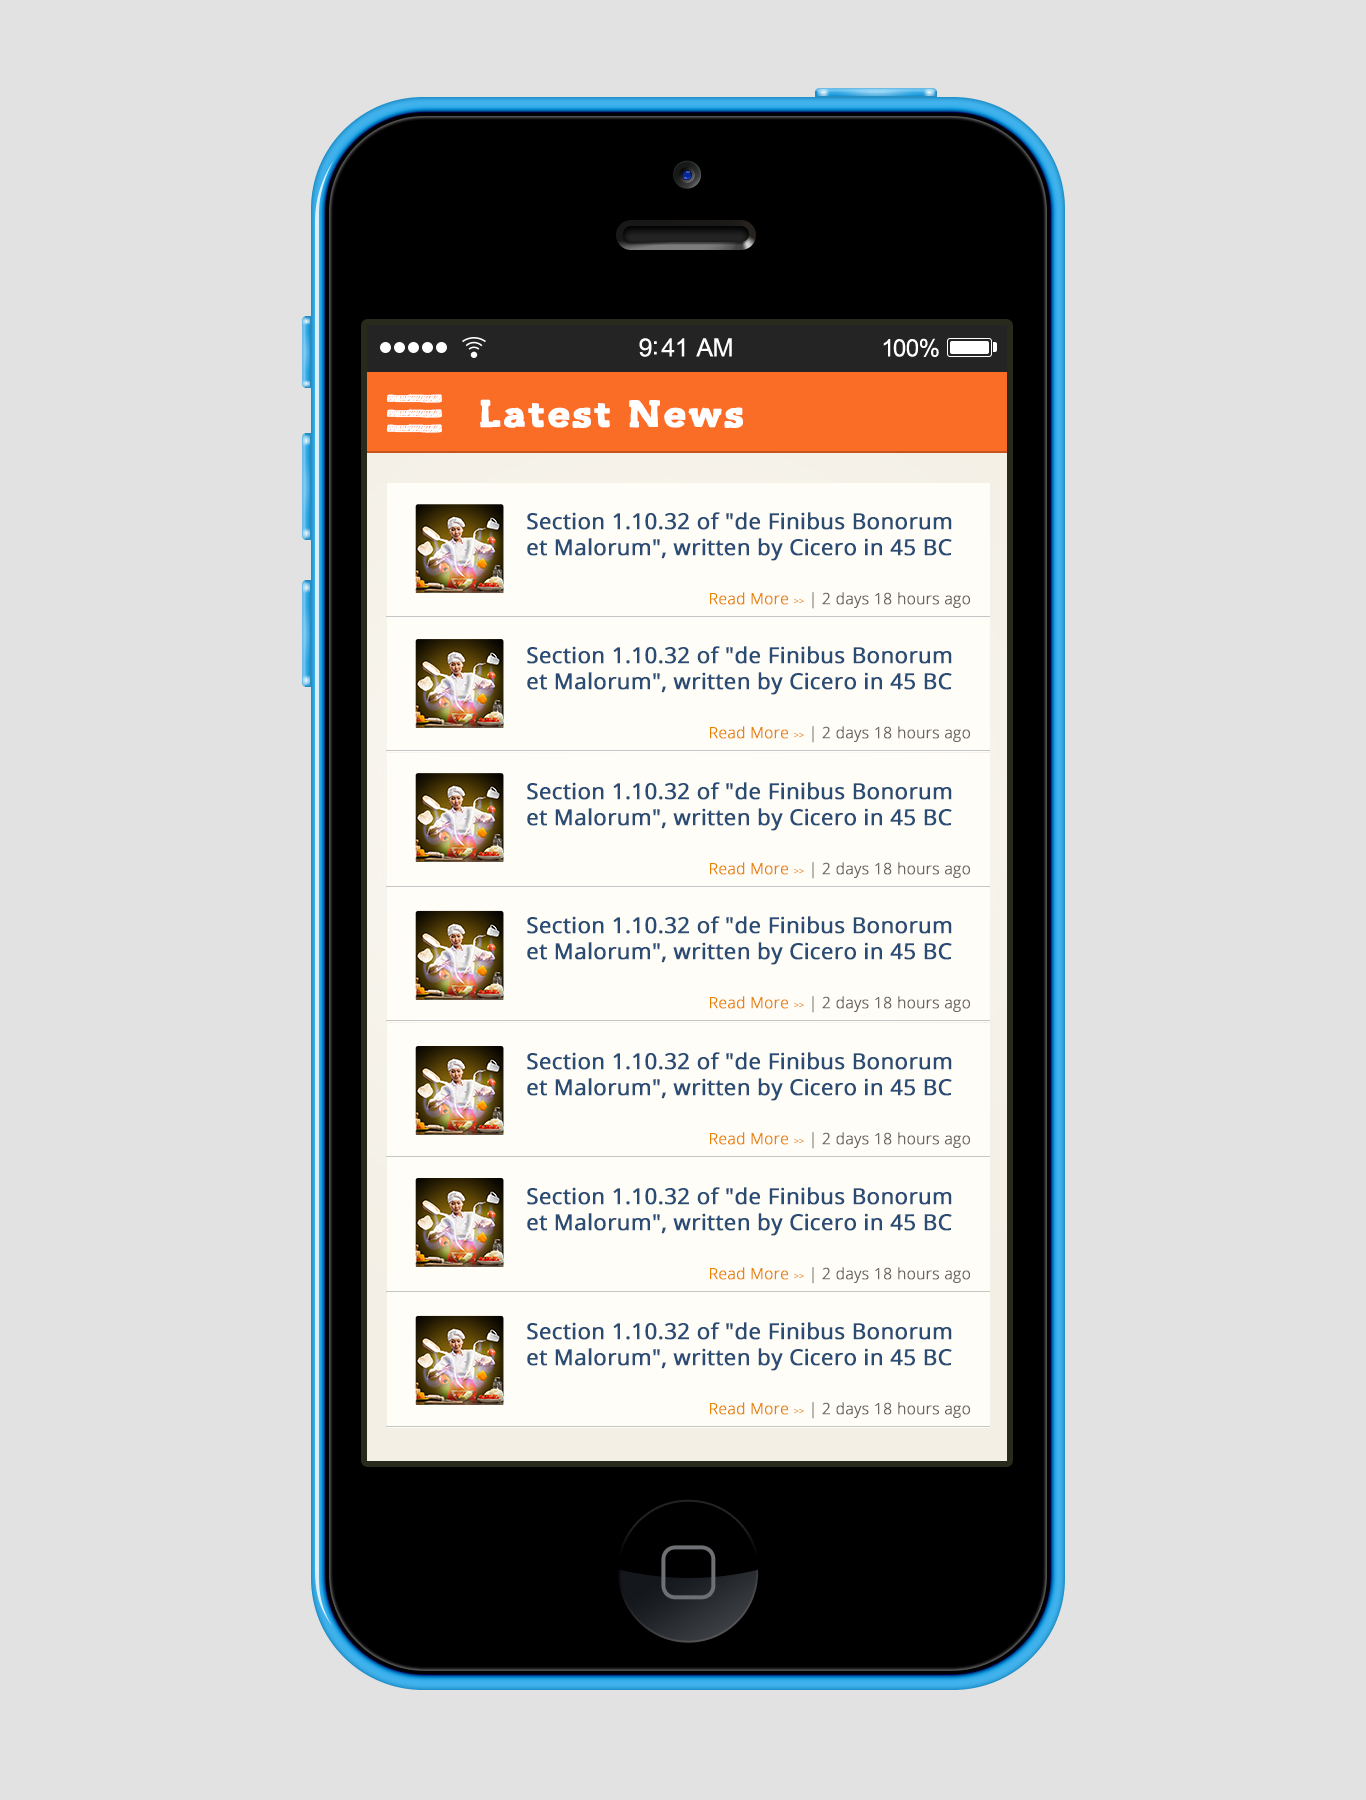 9:41 AM
100%
Latest News
Section 1.10.32 of "de Finibus Bonorum
et Malorum", written by Cicero in 45 BC
Read More >> | 2 days 18 hours ago
Section 1.10.32 of "de Finibus Bonorum
et Malorum", written by Cicero in 45 BC
Read More >> | 2 days 18 hours ago
Section 1.10.32 of "de Finibus Bonorum
et Malorum", written by Cicero in 45 BC
Read More >> | 2 days 18 hours ago
Section 1.10.32 of "de Finibus Bonorum
et Malorum", written by Cicero in 45 BC
Read More >> | 2 days 18 hours ago
Section 1.10.32 of "de Finibus Bonorum
et Malorum", written by Cicero in 45 BC
Read More >> | 2 days 18 hours ago
Section 1.10.32 of "de Finibus Bonorum
et Malorum", written by Cicero in 45 BC
Read More >> | 2 days 18 hours ago
Section 1.10.32 of "de Finibus Bonorum
et Malorum", written by Cicero in 45 BC
Read More >> | 2 days 18 hours ago